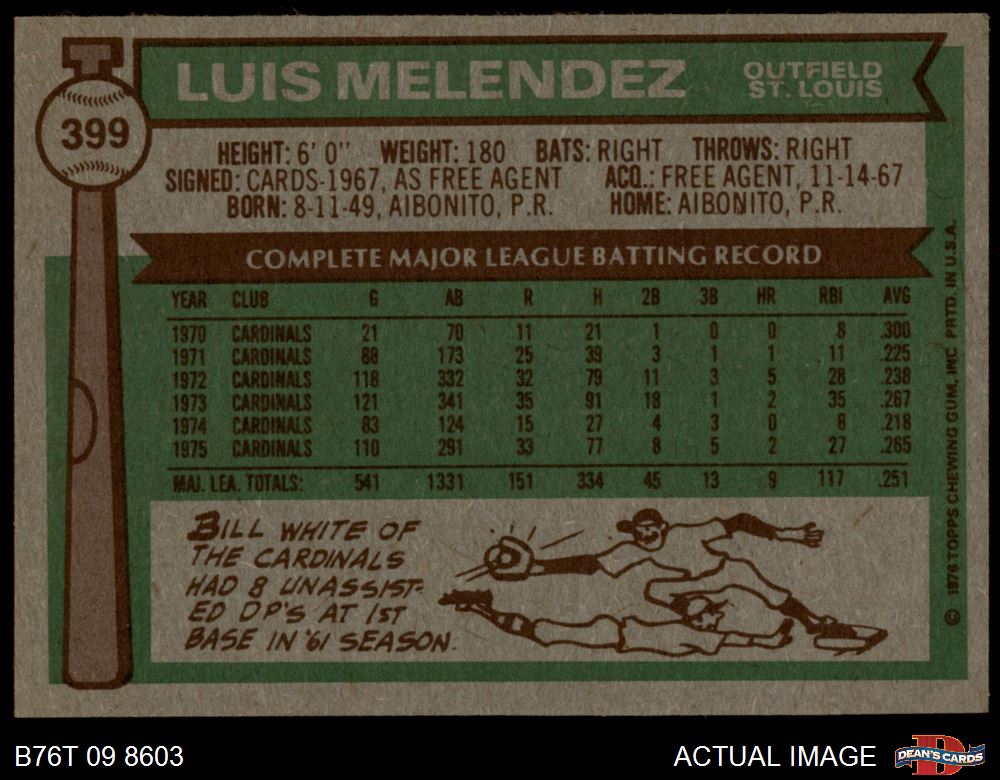 LUIS MELENDEZ
OUTFIELD
ST. LOUIS
399
HEIGHT: 6' 0" WEIGHT: 180 BATS: RIGHT THROWS: RIGHT
SIGNED: CARDS-1967, AS FREE AGENT ACQ.: FREE AGENT, 11-14-67
BORN: 8-11-49, AIBONITO, P.R. HOME: AIBONITO, P.R.
COMPLETE MAJOR LEAGUE BATTING RECORD
YEAR CLUB G AB R H 2B 3B HR RBI AVG
1970 CARDINALS 21 70 11 21 1 0 0 8 .300
1971 CARDINALS 88 173 25 39 3 1 1 11 .225
1972 CARDINALS 118 332 32 79 11 3 5 28 .238
1973 CARDINALS 121 341 35 91 18 1 2 35 .267
1974 CARDINALS 83 124 15 27 4 3 0 8 .218
1975 CARDINALS 110 291 33 77 8 5 2 27 .265
MAJ. LEA. TOTALS: 541 1331 151 334 45 13 9 117 .251
BILL WHITE OF
THE CARDINALS
HAD 8 UNASSIST-
ED DP'S AT 1ST
BASE IN '61 SEASON.
© 1976 TOPPS CHEWING GUM, INC PRTD. IN U.S.A.
B76T 09 8603
ACTUAL IMAGE
D
DEAN'S CARDS